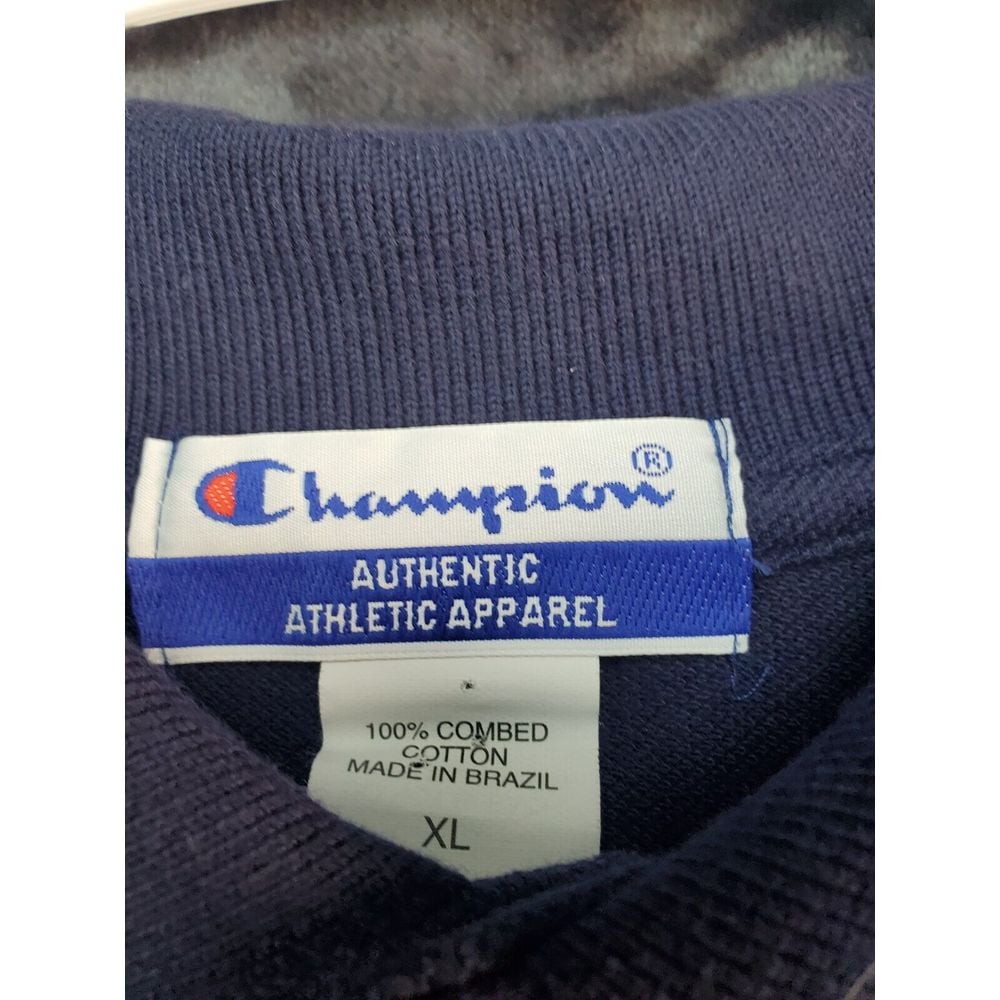 Champion®
AUTHENTIC
ATHLETIC APPAREL
100% COMBED
COTTON
MADE IN BRAZIL
XL